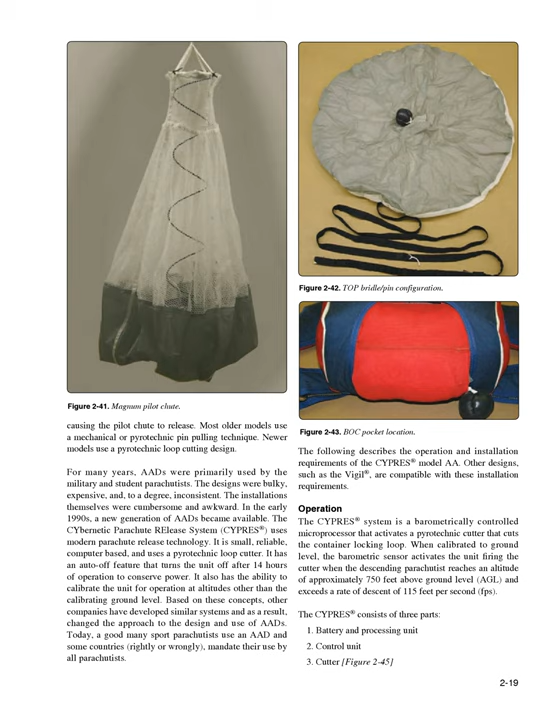 Figure 2-41. Magnum pilot chute.
causing the pilot chute to release. Most older models use
a mechanical or pyrotechnic pin pulling technique. Newer
models use a pyrotechnic loop cutting design.
For many years, AADs were primarily used by the
military and student parachutists. The designs were bulky,
expensive, and, to a degree, inconsistent. The installations
themselves were cumbersome and awkward. In the early
1990s, a new generation of AADs became available. The
CYbernetic Parachute RElease System (CYPRES®) uses
modern parachute release technology. It is small, reliable,
computer based, and uses a pyrotechnic loop cutter. It has
an auto-off feature that turns the unit off after 14 hours
of operation to conserve power. It also has the ability to
calibrate the unit for operation at altitudes other than the
calibrating ground level. Based on these concepts, other
companies have developed similar systems and as a result,
changed the approach to the design and use of AADs.
Today, a good many sport parachutists use an AAD and
some countries (rightly or wrongly), mandate their use by
all parachutists.
Figure 2-42. TOP bridle/pin configuration.
Figure 2-43. BOC pocket location.
The following describes the operation and installation
requirements of the CYPRES® model AA. Other designs,
such as the Vigil®, are compatible with these installation
requirements.
Operation
The CYPRES® system is a barometrically controlled
microprocessor that activates a pyrotechnic cutter that cuts
the container locking loop. When calibrated to ground
level, the barometric sensor activates the unit firing the
cutter when the descending parachutist reaches an altitude
of approximately 750 feet above ground level (AGL) and
exceeds a rate of descent of 115 feet per second (fps).
The CYPRES® consists of three parts:
1. Battery and processing unit
2. Control unit
3. Cutter [Figure 2-45]
2-19